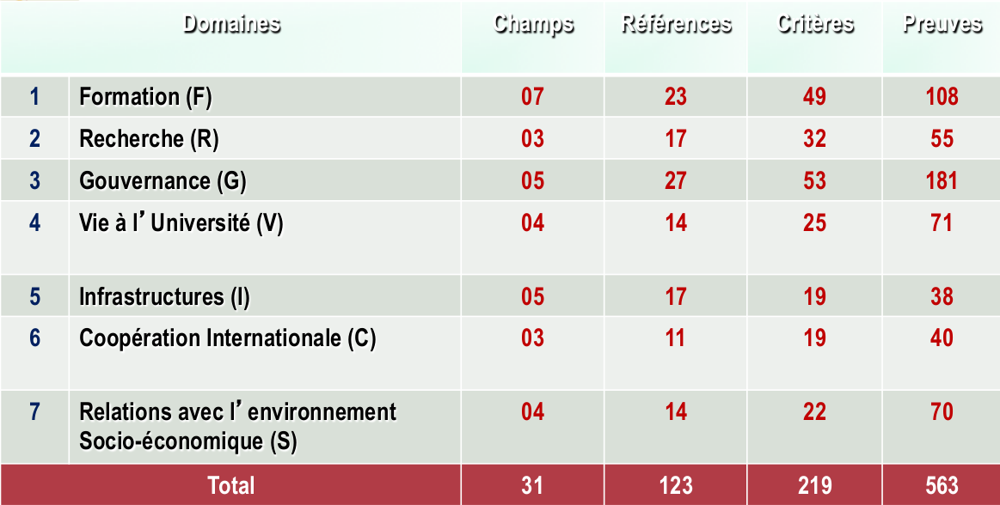 Domaines Champs Références Critères Preuves
1 Formation (F) 07 23 49 108
2 Recherche (R) 03 17 32 55
3 Gouvernance (G) 05 27 53 181
4 Vie à l’Université (V) 04 14 25 71
5 Infrastructures (I) 05 17 19 38
6 Coopération Internationale (C) 03 11 19 40
7 Relations avec l’environnement 04 14 22 70
Socio-économique (S)
Total 31 123 219 563